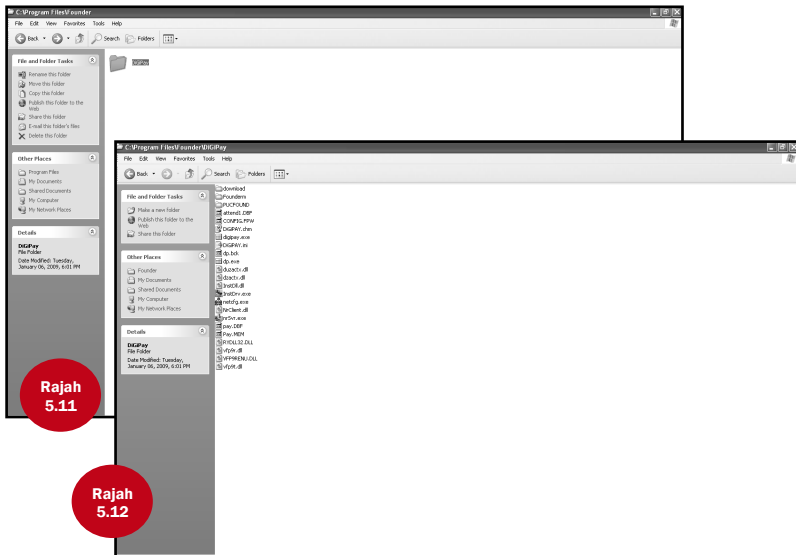 C:\Program Files\Founder
File Edit View Favorites Tools Help
Back Search Folders
File and Folder Tasks
Rename this folder
Move this folder
Copy this folder
Publish this folder to the
Web
Share this folder
E-mail this folder's files
Delete this folder
Other Places
Program Files
My Documents
Shared Documents
My Computer
My Network Places
Details
DIGiPay
File Folder
Date Modified: Tuesday,
January 06, 2009, 6:01 PM
DIGiPay
Rajah
5.11
C:\Program Files\Founder\DIGiPay
File Edit View Favorites Tools Help
Back Search Folders
File and Folder Tasks
Make a new folder
Publish this folder to the
Web
Share this folder
Other Places
Founder
My Documents
Shared Documents
My Computer
My Network Places
Details
DIGiPay
File Folder
Date Modified: Tuesday,
January 06, 2009, 6:01 PM
download
Founderm
PUCFOUND
attend1.DBF
CONFIG.FPW
DIGIPAY.chm
digipay.exe
DIGIPAY.ini
dp.bck
dp.exe
duzactx.dll
dzactx.dll
InstDll.dll
InstDrv.exe
netcfg.exe
NrClient.dll
nrSvr.exe
pay.DBF
Pay.MEM
RYDLL32.DLL
vfp9r.dll
VFP9RENU.DLL
vfp9t.dll
Rajah
5.12